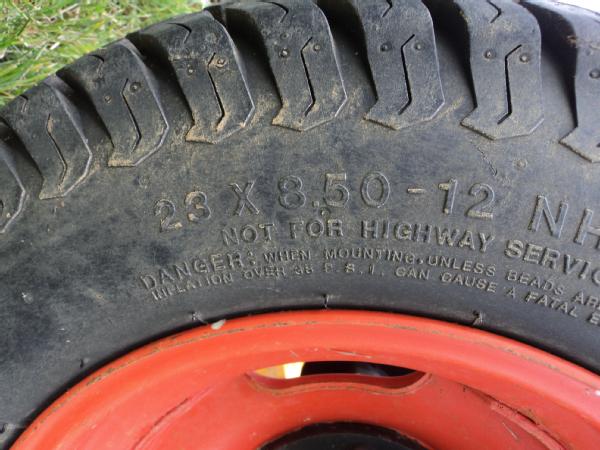 23 X 8.50-12 NH
NOT FOR HIGHWAY SERVIC
DANGER: WHEN MOUNTING, UNLESS BEADS AR
INFLATION OVER 35 P.S.I. CAN CAUSE A FATAL E